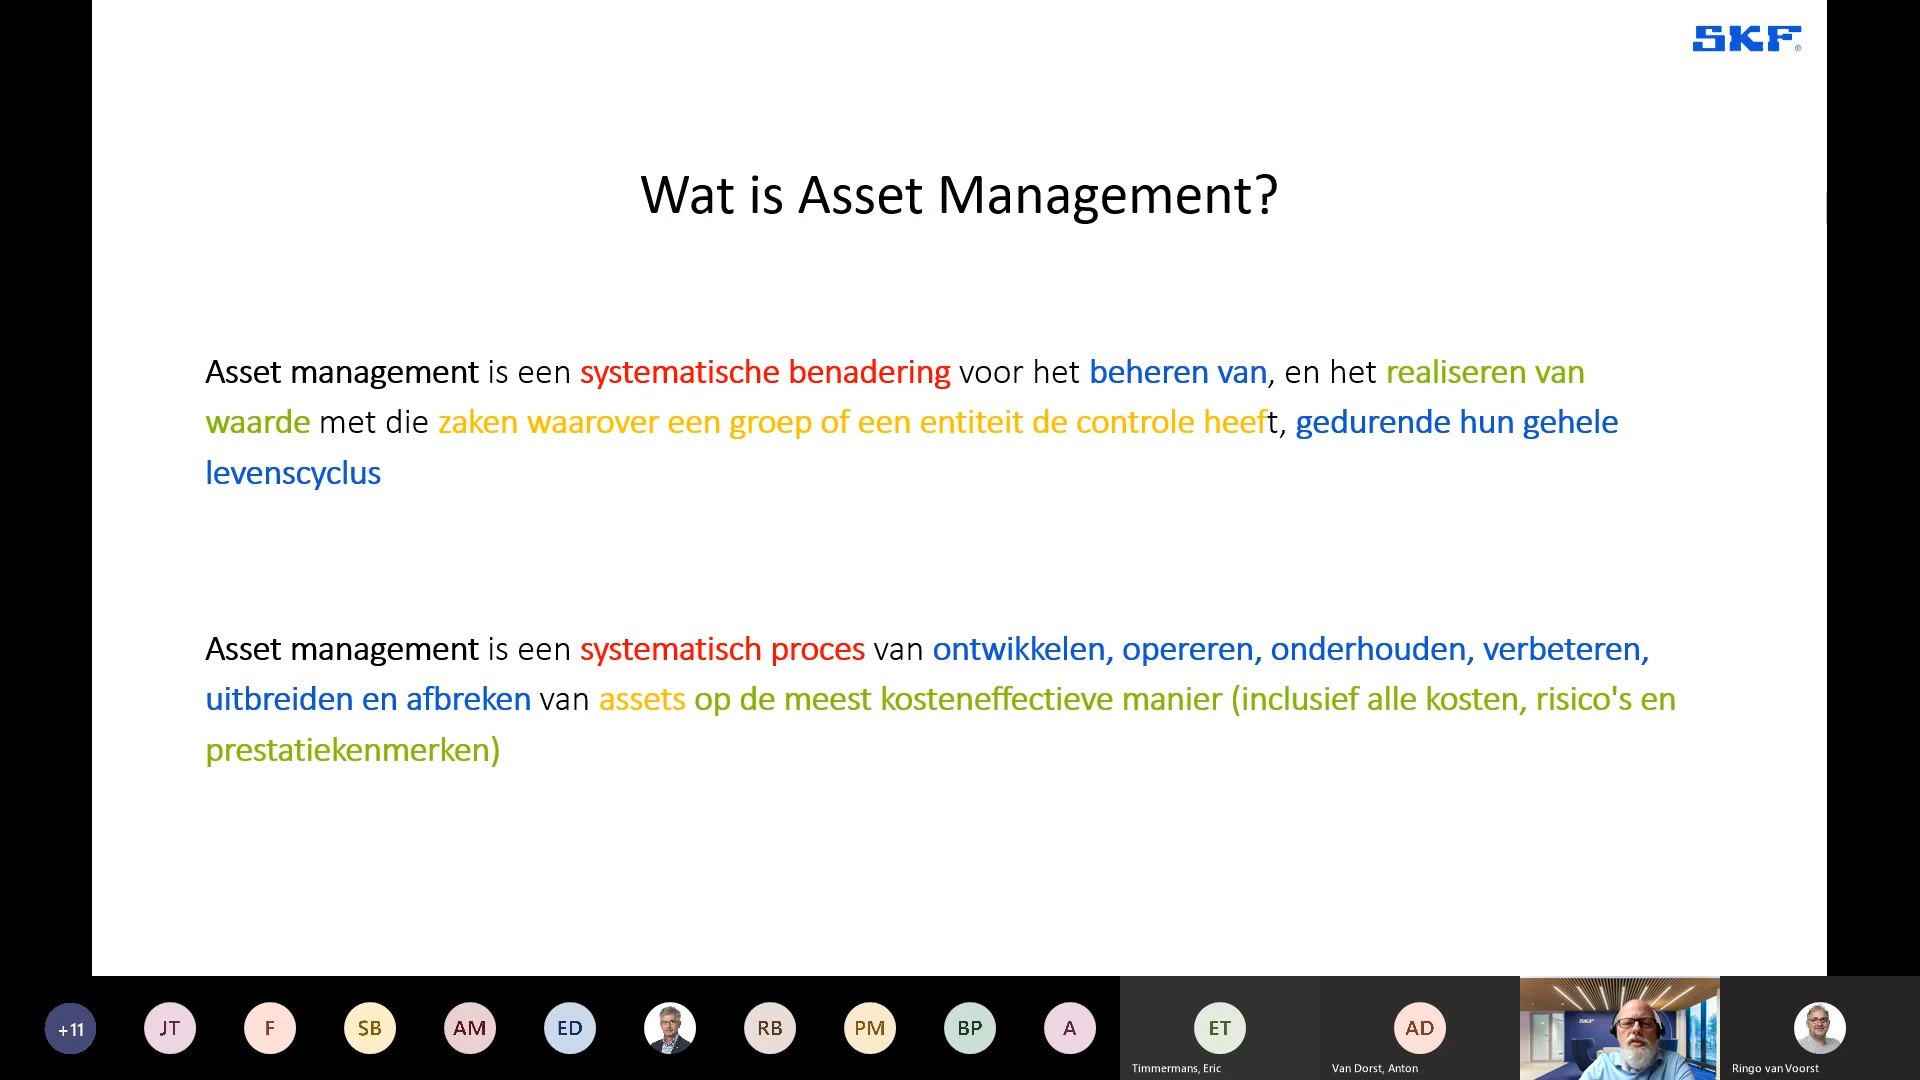 SKF
Wat is Asset Management?
Asset management is een systematische benadering voor het beheren van, en het realiseren van
waarde met die zaken waarover een groep of een entiteit de controle heeft, gedurende hun gehele
levenscyclus
Asset management is een systematisch proces van ontwikkelen, opereren, onderhouden, verbeteren,
uitbreiden en afbreken van assets op de meest kosteneffectieve manier (inclusief alle kosten, risico's en
prestatiekenmerken)
+11 JT F SB AM ED RB PM BP A ET AD
Timmermans, Eric Van Dorst, Anton SKF Ringo van Voorst